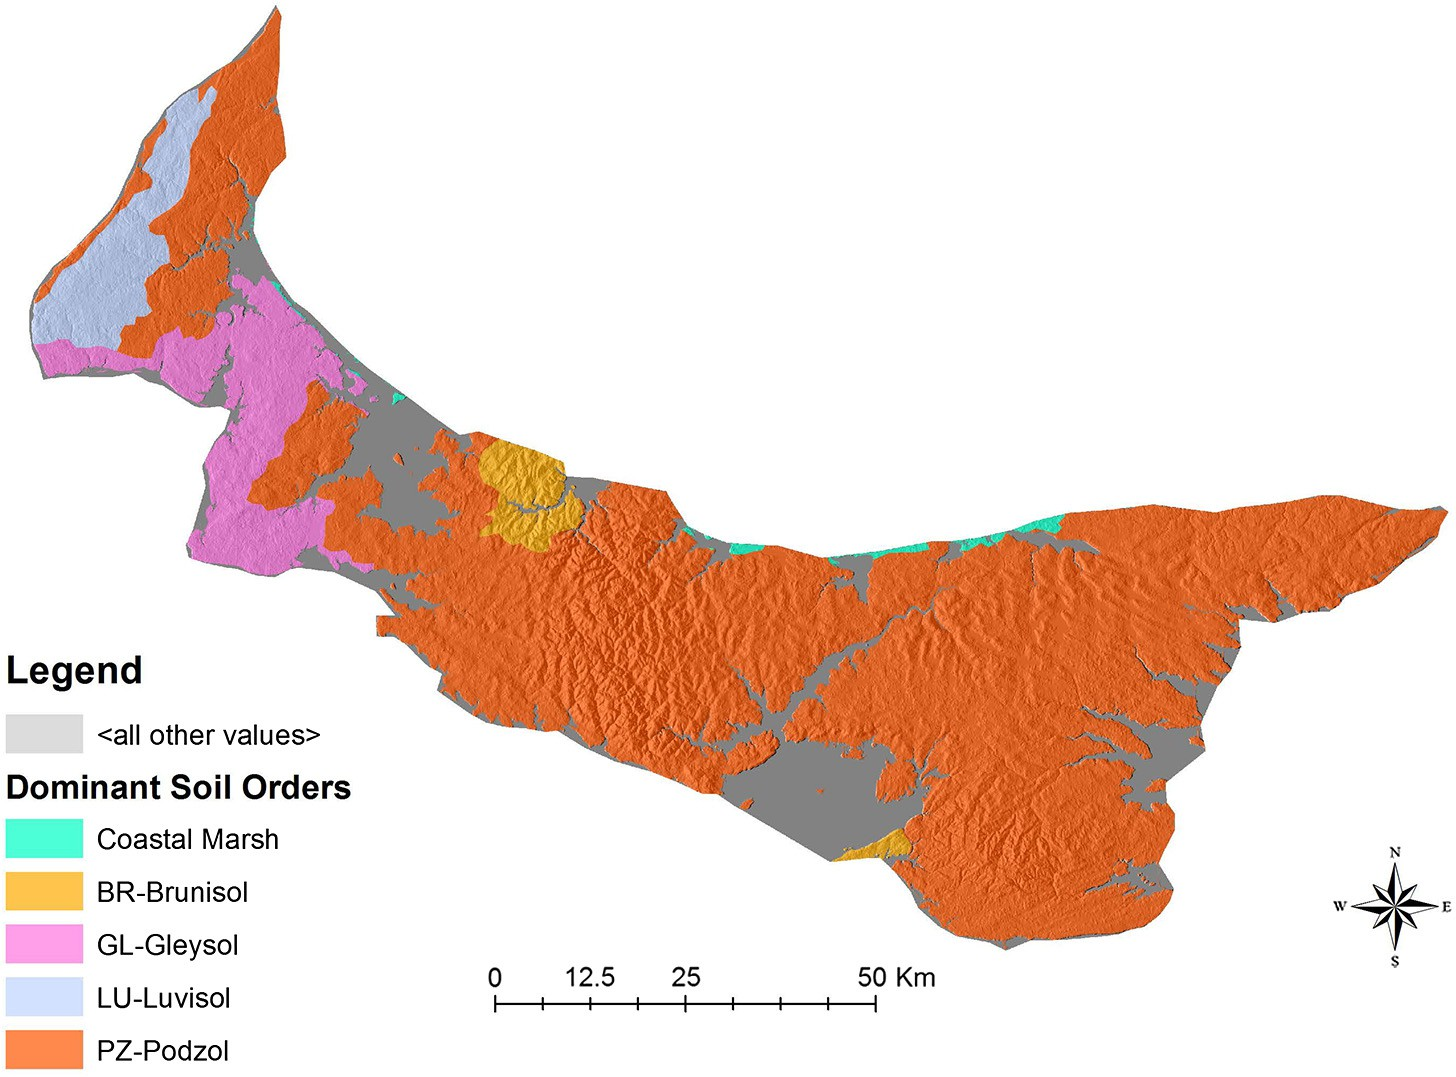 Legend
<all other values>
Dominant Soil Orders
Coastal Marsh
BR-Brunisol
GL-Gleysol
LU-Luvisol
PZ-Podzol
0 12.5 25 50 Km
N
W E
S